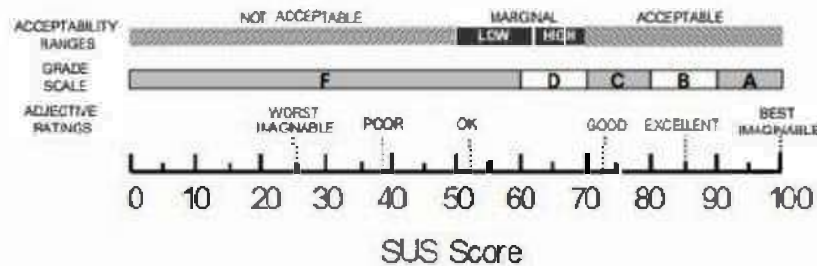 NOT ACCEPTABLE MARGINAL ACCEPTABLE
ACCEPTABILITY
RANGES
LOW HIGH
GRADE
SCALE
F D C B A
ADJECTIVE
RATINGS
WORST
IMAGINABLE
POOR OK GOOD EXCELLENT
BEST
IMAGINABLE
0 10 20 30 40 50 60 70 80 90 100
SUS Score